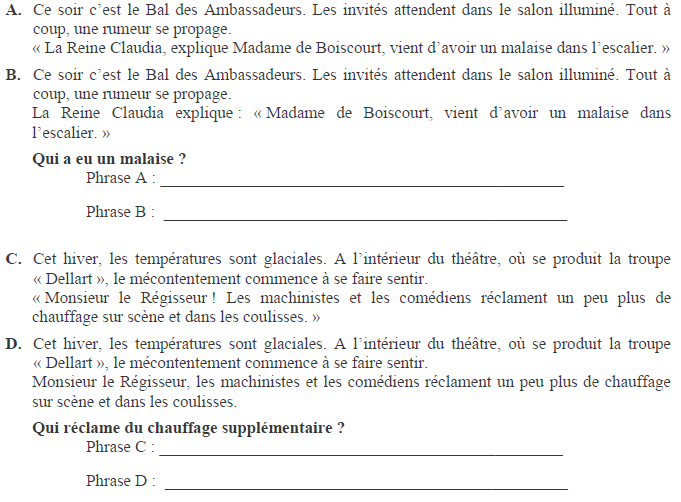 A. Ce soir c'est le Bal des Ambassadeurs. Les invités attendent dans le salon illuminé. Tout à
coup, une rumeur se propage.
« La Reine Claudia, explique Madame de Boiscourt, vient d'avoir un malaise dans l'escalier. »
B. Ce soir c'est le Bal des Ambassadeurs. Les invités attendent dans le salon illuminé. Tout à
coup, une rumeur se propage.
La Reine Claudia explique : « Madame de Boiscourt, vient d'avoir un malaise dans
l'escalier. »
Qui a eu un malaise ?
Phrase A : ____________________
Phrase B : ____________________
C. Cet hiver, les températures sont glaciales. A l'intérieur du théâtre, où se produit la troupe
« Dellart », le mécontentement commence à se faire sentir.
« Monsieur le Régisseur ! Les machinistes et les comédiens réclament un peu plus de
chauffage sur scène et dans les coulisses. »
D. Cet hiver, les températures sont glaciales. A l'intérieur du théâtre, où se produit la troupe
« Dellart », le mécontentement commence à se faire sentir.
Monsieur le Régisseur, les machinistes et les comédiens réclament un peu plus de chauffage
sur scène et dans les coulisses.
Qui réclame du chauffage supplémentaire ?
Phrase C : ____________________
Phrase D : ____________________